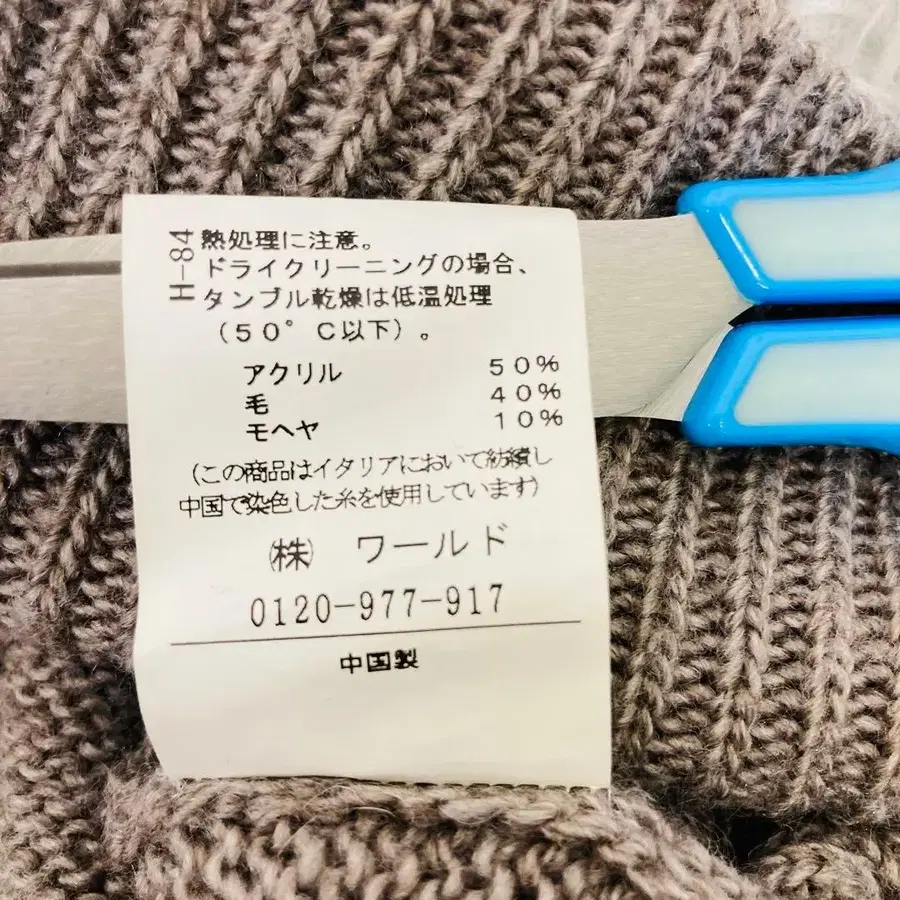 H-84
熱処理に注意。
ドライクリーニングの場合、
タンブル乾燥は低温処理
（50°C以下）。
アクリル 50%
毛 40%
モヘヤ 10%
（この商品はイタリアにおいて紡績し
中国で染色した糸を使用しています）
㈱ ワールド
0120-977-917
中国製